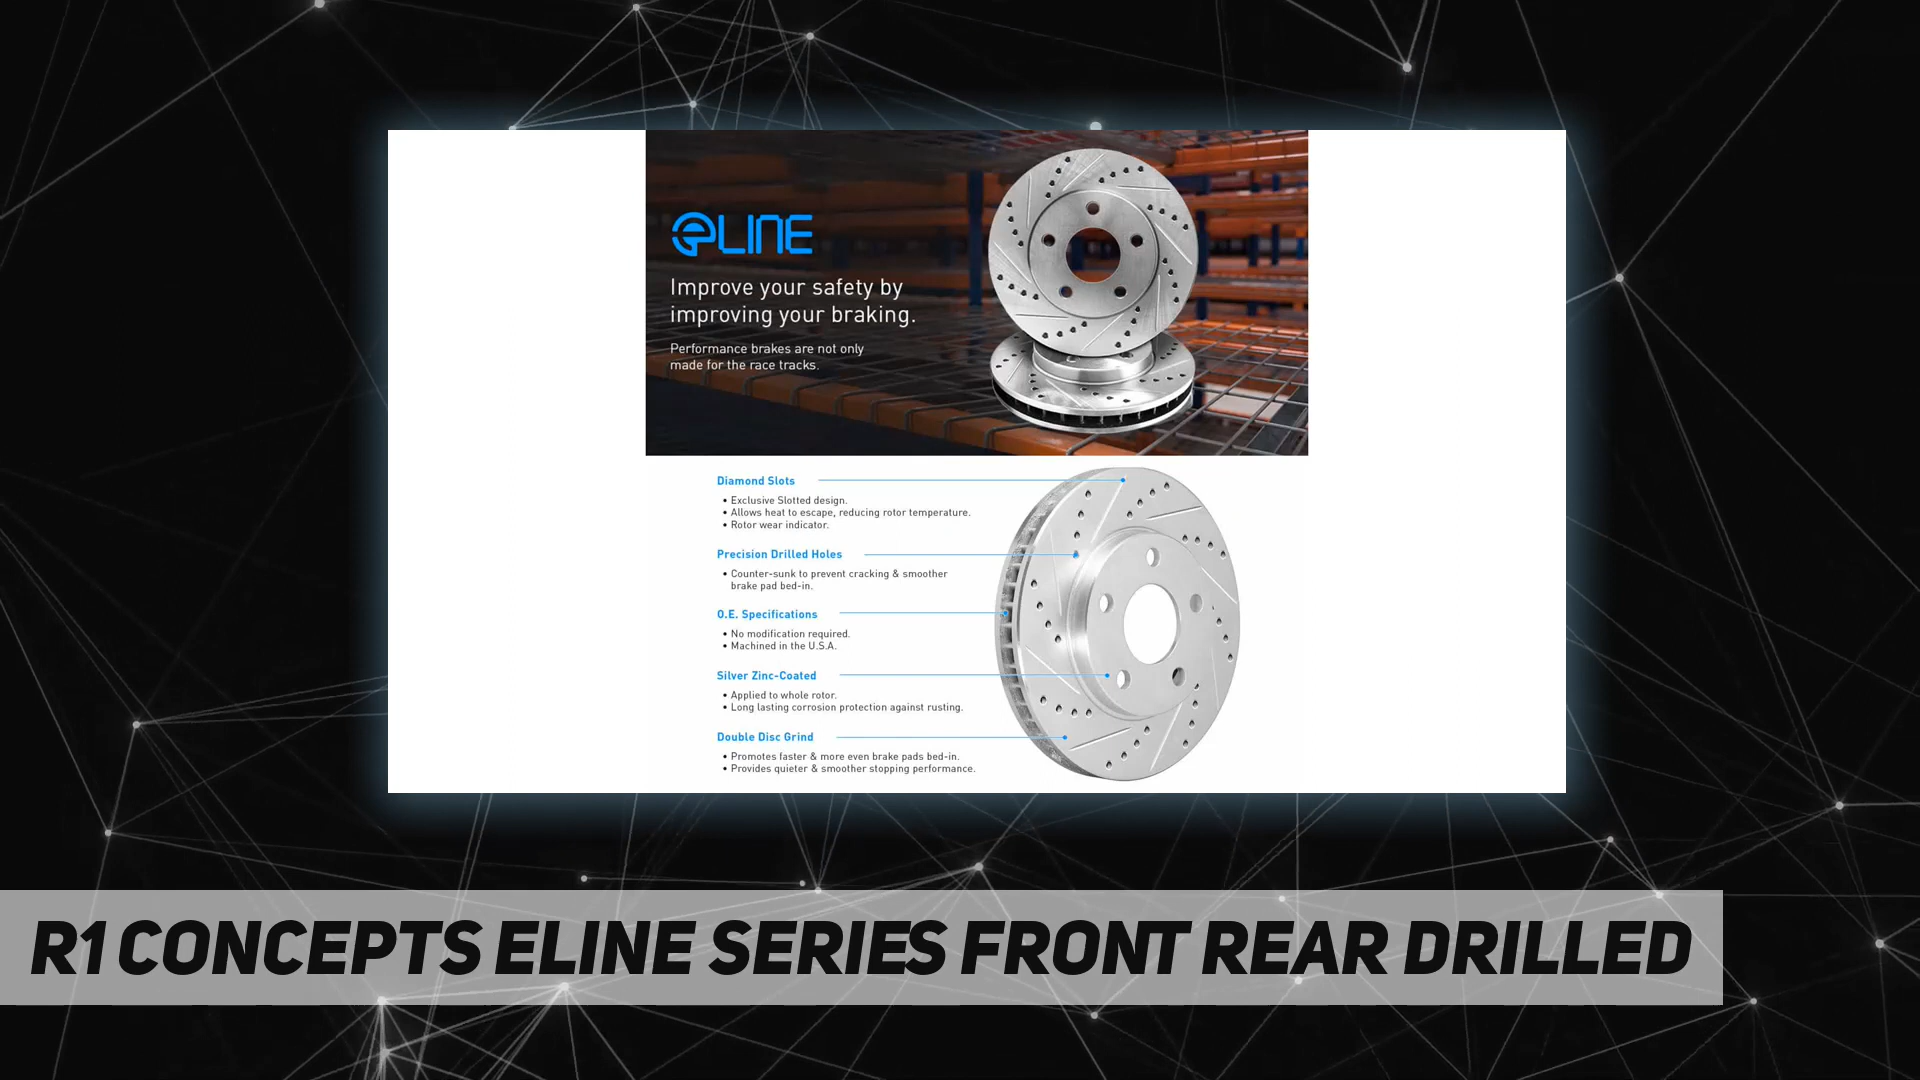 eLINE
Improve your safety by
improving your braking.
Performance brakes are not only
made for the race tracks.
Diamond Slots
• Exclusive Slotted design.
• Allows heat to escape, reducing rotor temperature.
• Rotor wear indicator.
Precision Drilled Holes
• Counter-sunk to prevent cracking & smoother
brake pad bed-in.
O.E. Specifications
• No modification required.
• Machined in the U.S.A.
Silver Zinc-Coated
• Applied to whole rotor.
• Long lasting corrosion protection against rusting.
Double Disc Grind
• Promotes faster & more even brake pads bed-in.
• Provides quieter & smoother stopping performance.
R1 CONCEPTS ELINE SERIES FRONT REAR DRILLED